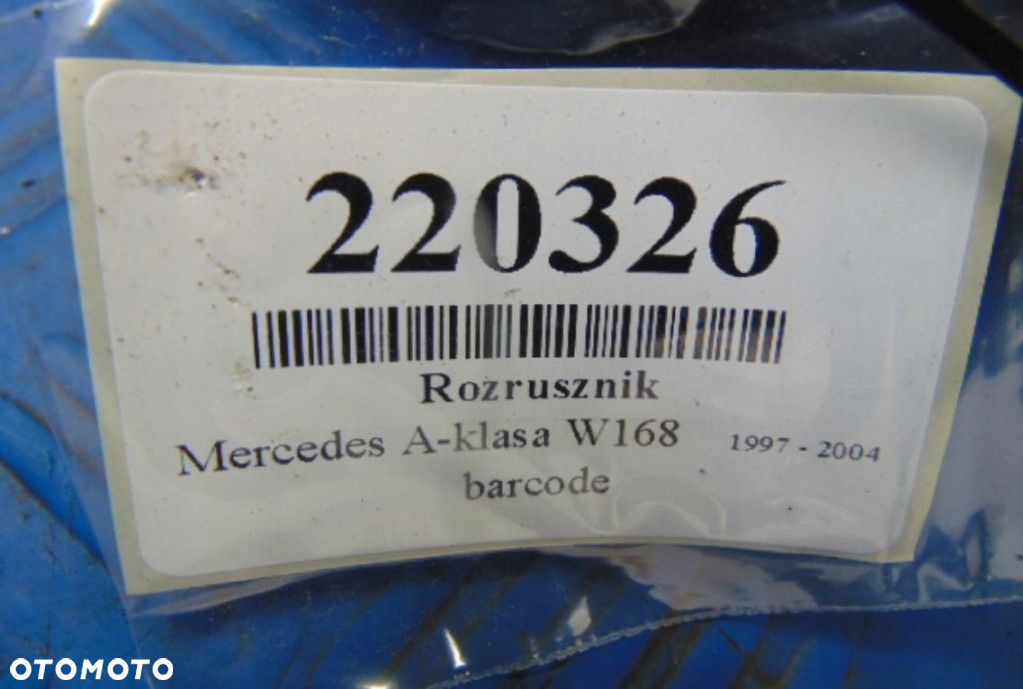 220326
Rozrusznik
Mercedes A-klasa W168 1997 - 2004
barcode
OTOMOTO